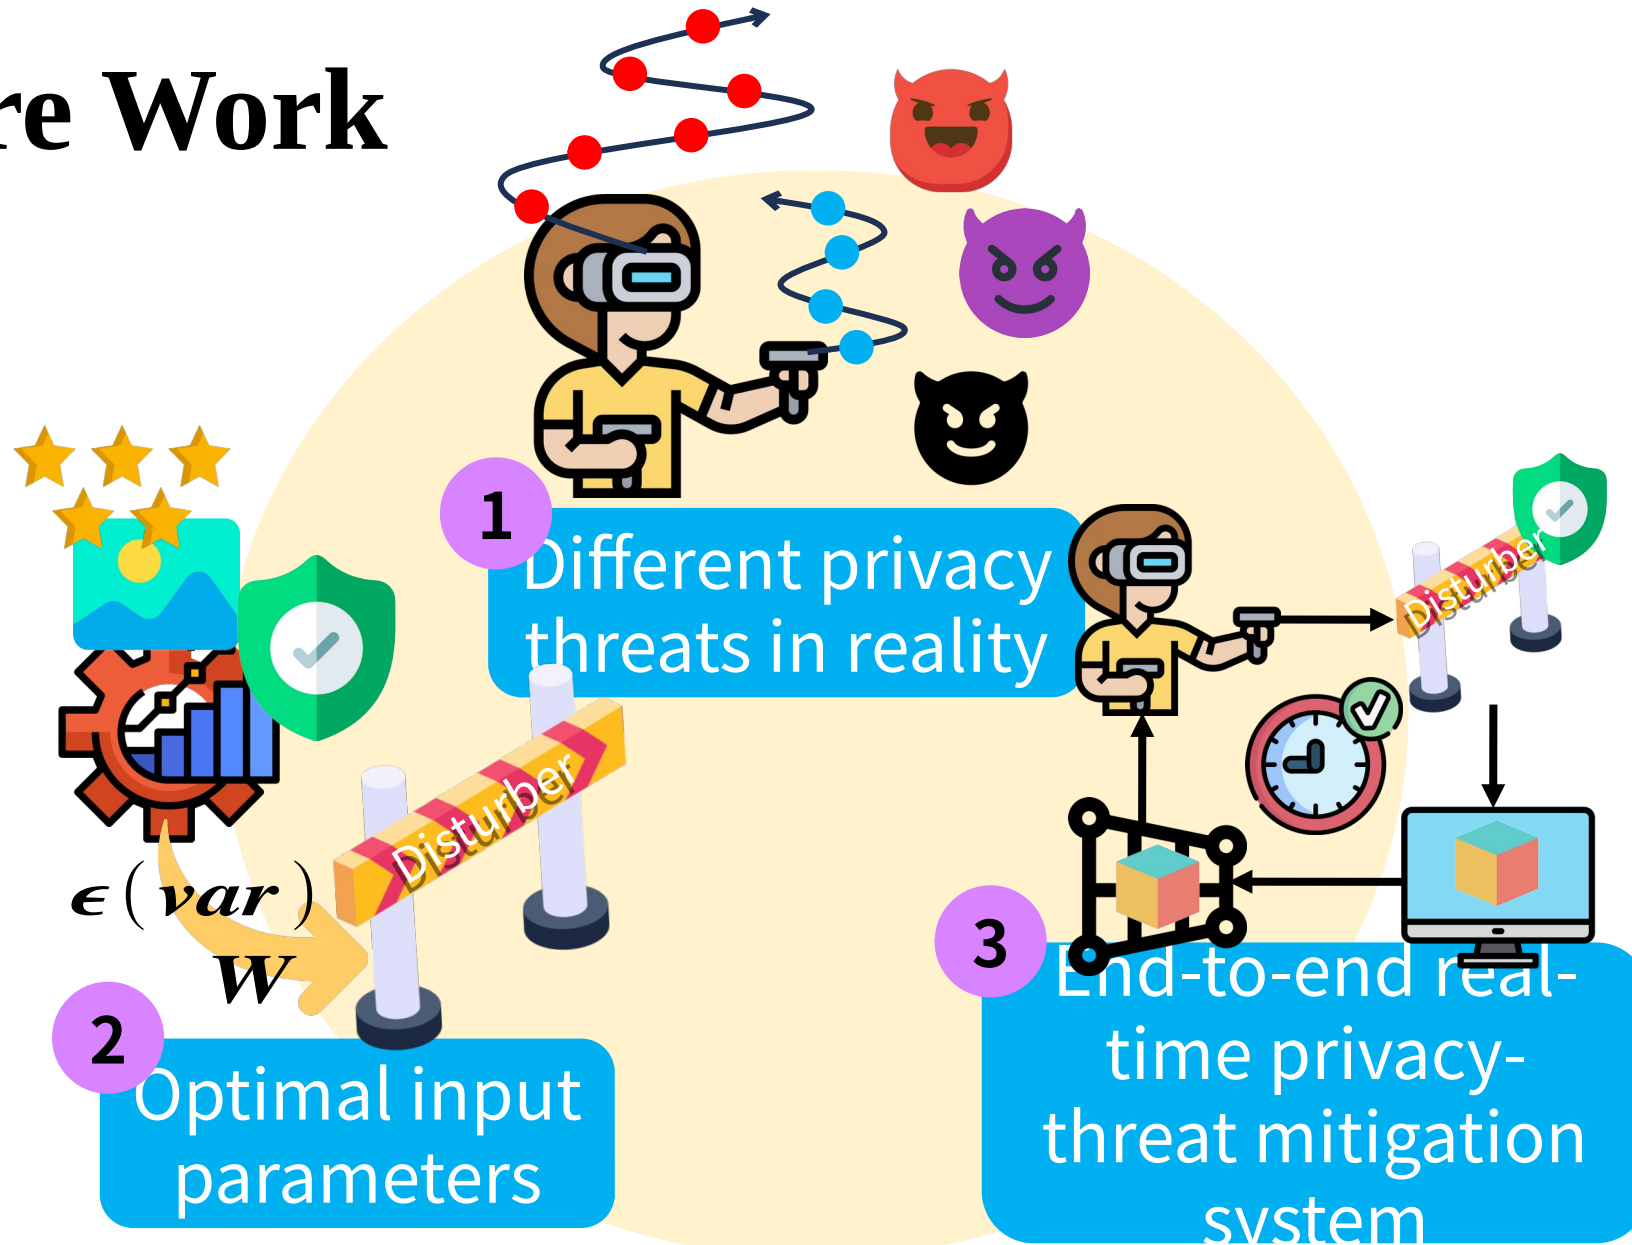 re Work
1
Different privacy
threats in reality
Disturber
Disturber
ϵ(var)
W
2
Optimal input
parameters
3
End-to-end real-
time privacy-
threat mitigation
system